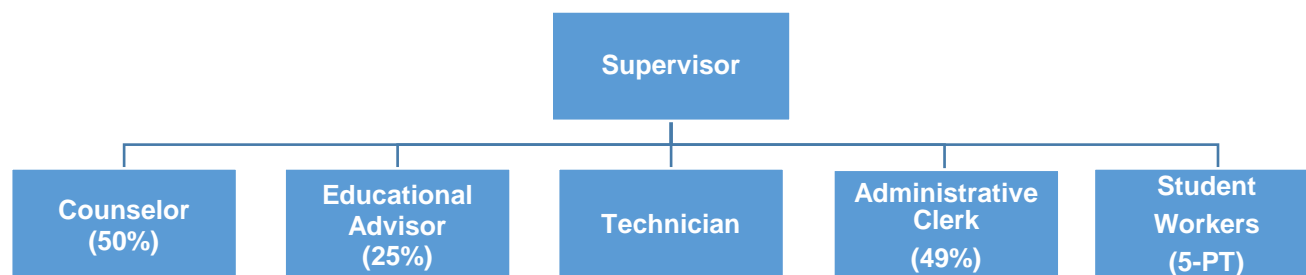 Supervisor
Counselor
(50%)
Educational
Advisor
(25%)
Technician
Administrative
Clerk
(49%)
Student
Workers
(5-PT)